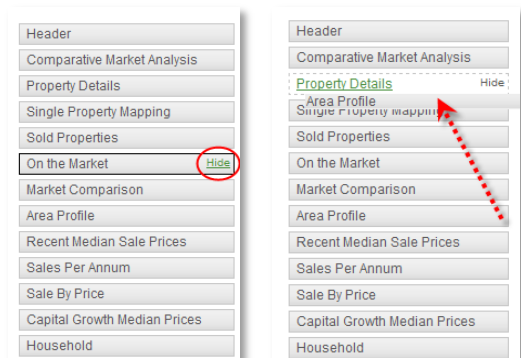 Header
Comparative Market Analysis
Property Details
Single Property Mapping
Sold Properties
On the Market Hide
Market Comparison
Area Profile
Recent Median Sale Prices
Sales Per Annum
Sale By Price
Capital Growth Median Prices
Household
Header
Comparative Market Analysis
Property Details Hide
Area Profile
Single Property Mapping
Sold Properties
On the Market
Market Comparison
Area Profile
Recent Median Sale Prices
Sales Per Annum
Sale By Price
Capital Growth Median Prices
Household